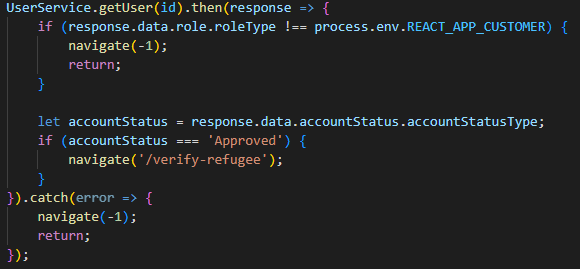 UserService.getUser(id).then(response => {
    if (response.data.role.roleType !== process.env.REACT_APP_CUSTOMER) {
        navigate(-1);
        return;
    }

    let accountStatus = response.data.accountStatus.accountStatusType;
    if (accountStatus === 'Approved') {
        navigate('/verify-refugee');
    }
}).catch(error => {
    navigate(-1);
    return;
});